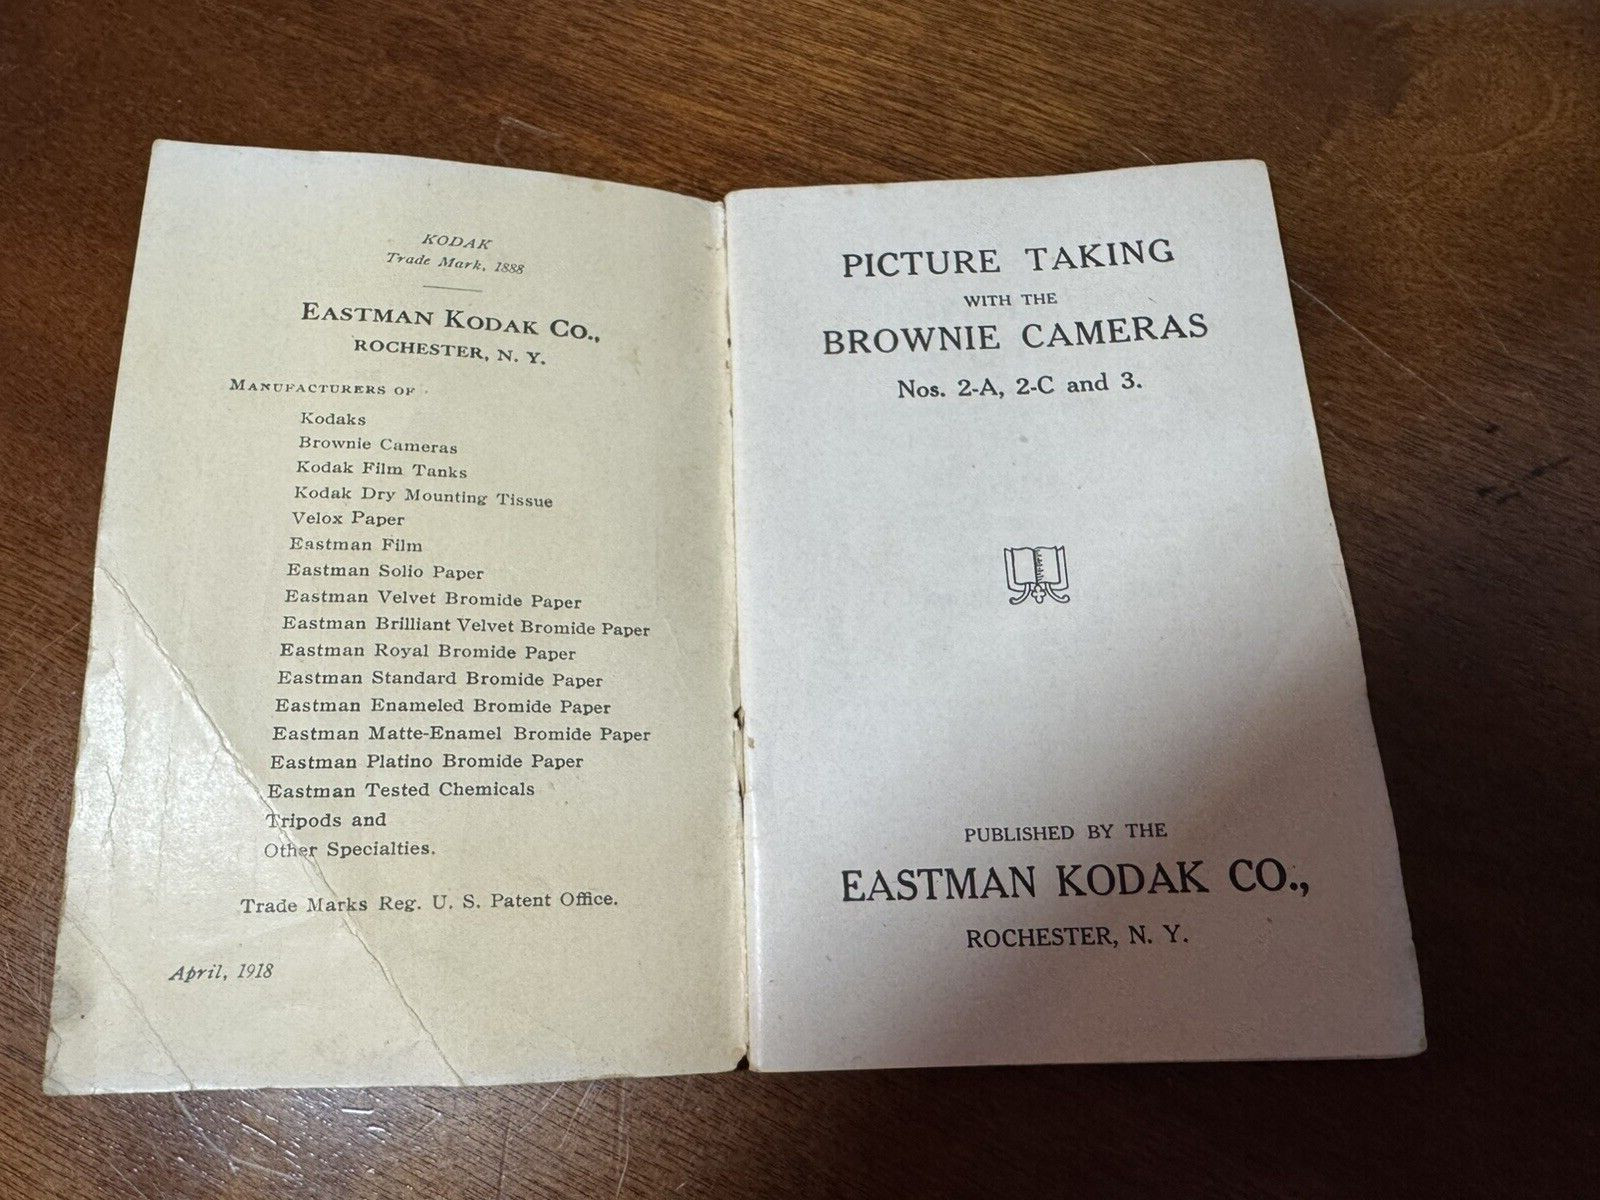 KODAK
Trade Mark, 1888
EASTMAN KODAK CO.,
ROCHESTER, N. Y.
MANUFACTURERS OF
Kodaks
Brownie Cameras
Kodak Film Tanks
Kodak Dry Mounting Tissue
Velox Paper
Eastman Film
Eastman Solio Paper
Eastman Velvet Bromide Paper
Eastman Brilliant Velvet Bromide Paper
Eastman Royal Bromide Paper
Eastman Standard Bromide Paper
Eastman Enameled Bromide Paper
Eastman Matte-Enamel Bromide Paper
Eastman Platino Bromide Paper
Eastman Tested Chemicals
Tripods and
Other Specialties.
Trade Marks Reg. U. S. Patent Office.
April, 1918
PICTURE TAKING
WITH THE
BROWNIE CAMERAS
Nos. 2-A, 2-C and 3.
PUBLISHED BY THE
EASTMAN KODAK CO.,
ROCHESTER, N. Y.